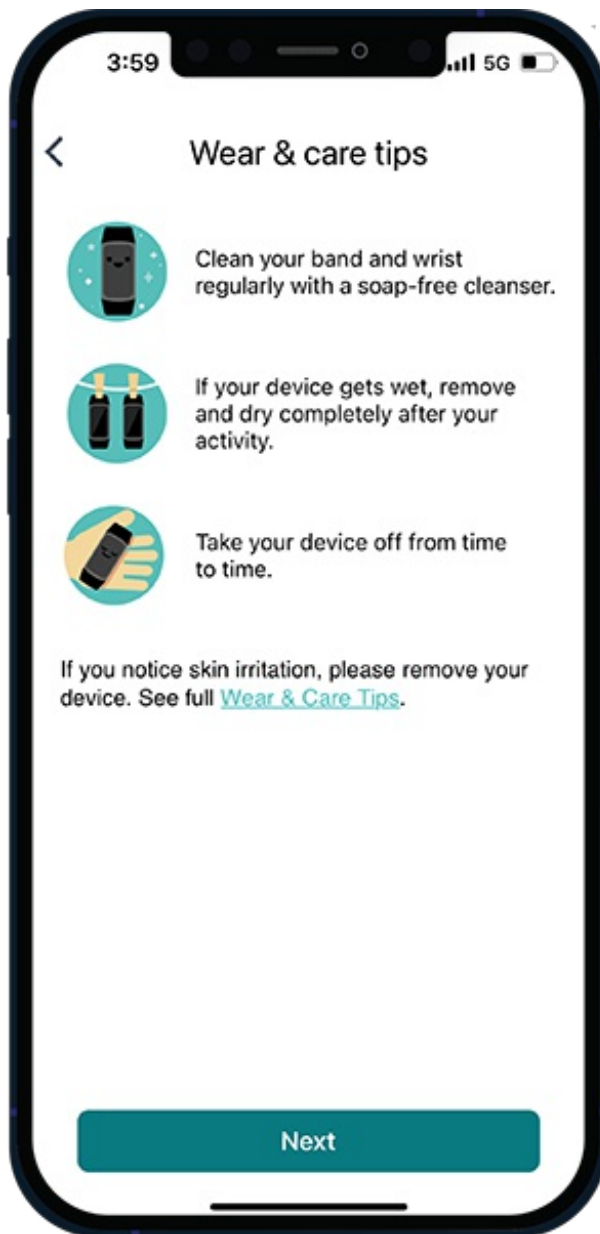 3:59
5G
Wear & care tips
Clean your band and wrist
regularly with a soap-free cleanser.
If your device gets wet, remove
and dry completely after your
activity.
Take your device off from time
to time.
If you notice skin irritation, please remove your
device. See full Wear & Care Tips.
Next